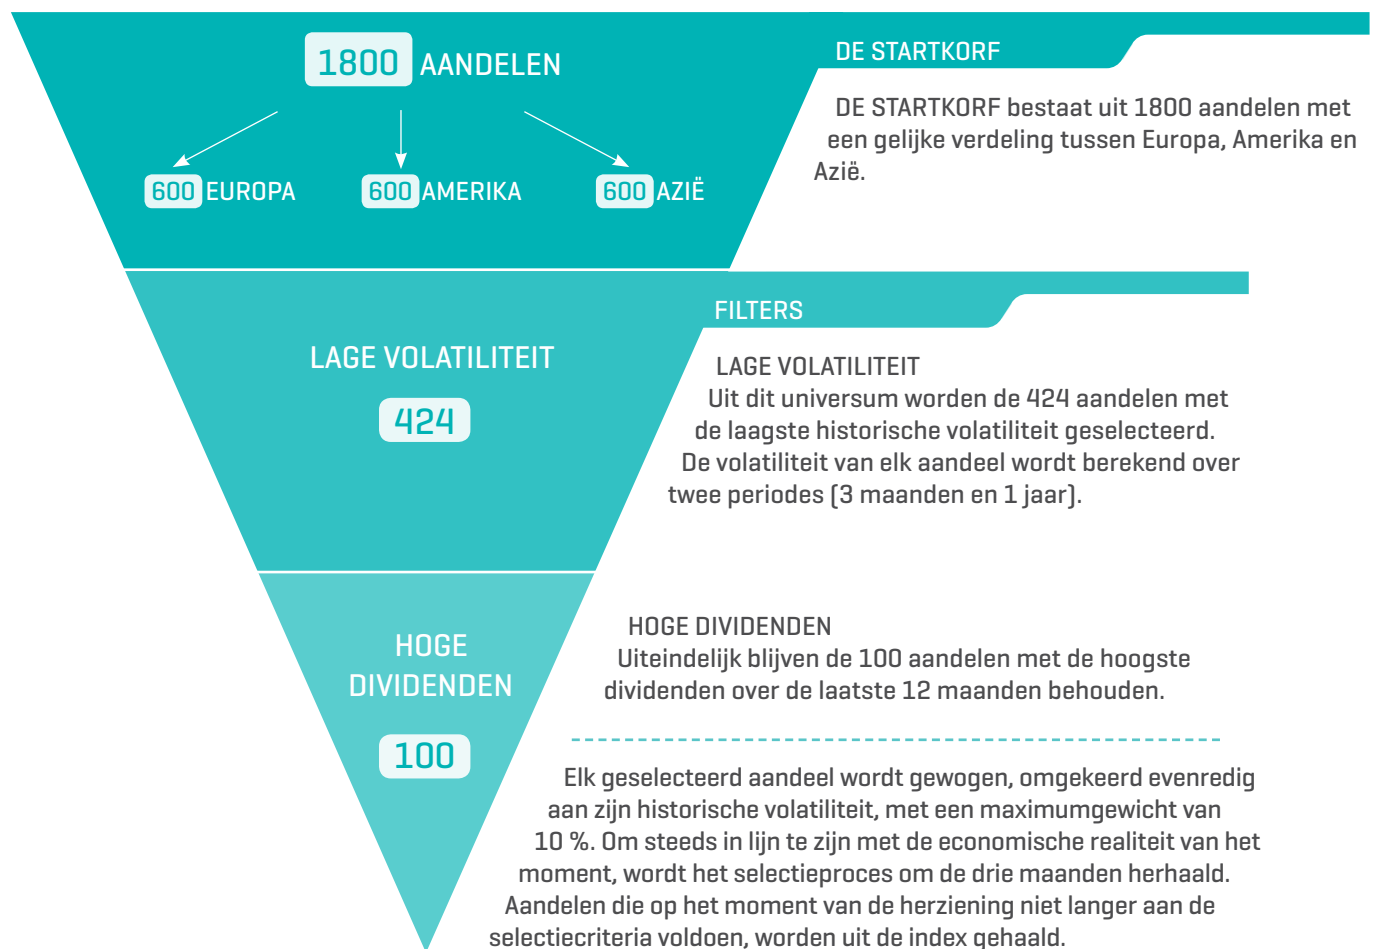 1800 AANDELEN
600 EUROPA
600 AMERIKA
600 AZIË
DE STARTKORF
DE STARTKORF bestaat uit 1800 aandelen met
een gelijke verdeling tussen Europa, Amerika en
Azië.
LAGE VOLATILITEIT
424
FILTERS
LAGE VOLATILITEIT
Uit dit universum worden de 424 aandelen met
de laagste historische volatiliteit geselecteerd.
De volatiliteit van elk aandeel wordt berekend over
twee periodes (3 maanden en 1 jaar).
HOGE
DIVIDENDEN
100
HOGE DIVIDENDEN
Uiteindelijk blijven de 100 aandelen met de hoogste
dividenden over de laatste 12 maanden behouden.
Elk geselecteerd aandeel wordt gewogen, omgekeerd evenredig
aan zijn historische volatiliteit, met een maximumgewicht van
10 %. Om steeds in lijn te zijn met de economische realiteit van het
moment, wordt het selectieproces om de drie maanden herhaald.
Aandelen die op het moment van de herziening niet langer aan de
selectiecriteria voldoen, worden uit de index gehaald.